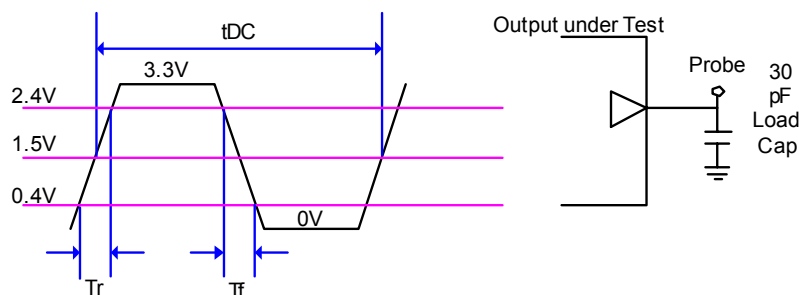 tDC
3.3V
2.4V
1.5V
0.4V
0V
Tr
Tf
Output under Test
Probe
30
pF
Load
Cap